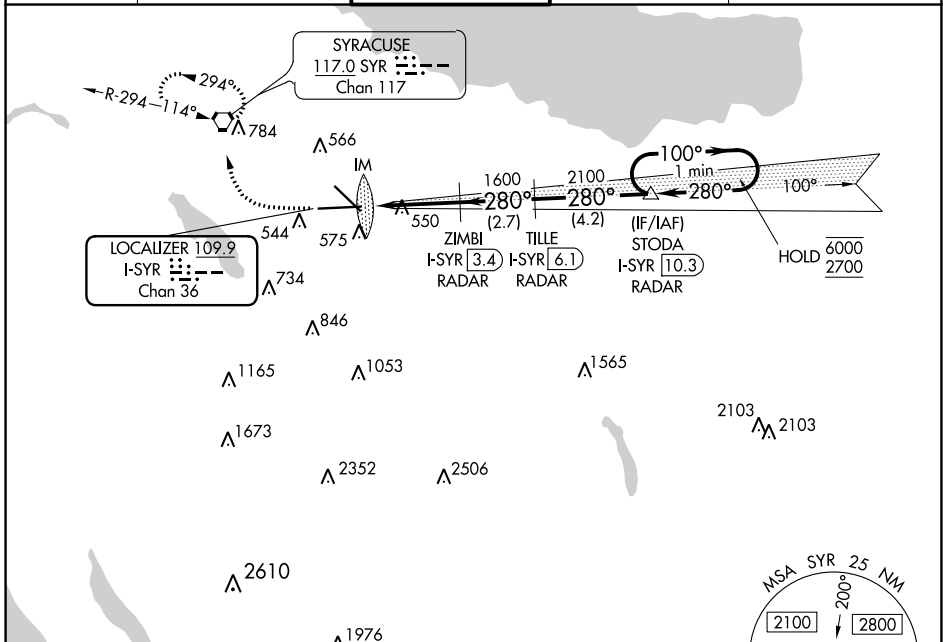 SYRACUSE
117.0 SYR
Chan 117
294°
R-294
114°
784
566
IM
1600
2100
100°
1 min
280°
280°
280°
100°
(2.7)
(4.2)
544
575
550
ZIMBI
I-SYR 3.4
RADAR
TILLE
I-SYR 6.1
RADAR
(IF/IAF)
STODA
I-SYR 10.3
RADAR
HOLD 6000
2700
LOCALIZER 109.9
I-SYR
Chan 36
734
846
1165
1053
1565
1673
2103
2103
2352
2506
2610
1976
MSA SYR 25 NM
200°
2100
2800